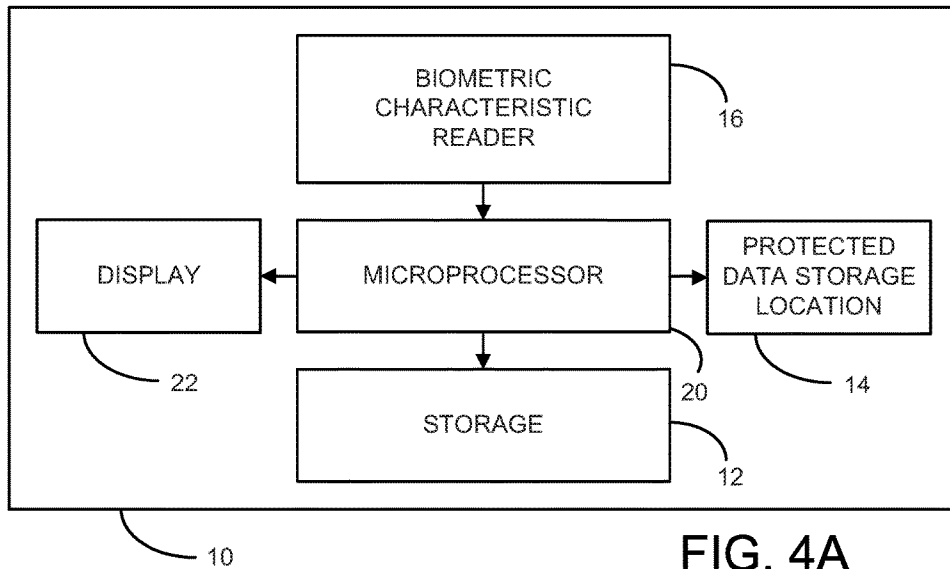 BIOMETRIC
CHARACTERISTIC
READER
16
DISPLAY
MICROPROCESSOR
PROTECTED
DATA STORAGE
LOCATION
22
20
14
STORAGE
12
10
FIG. 4A